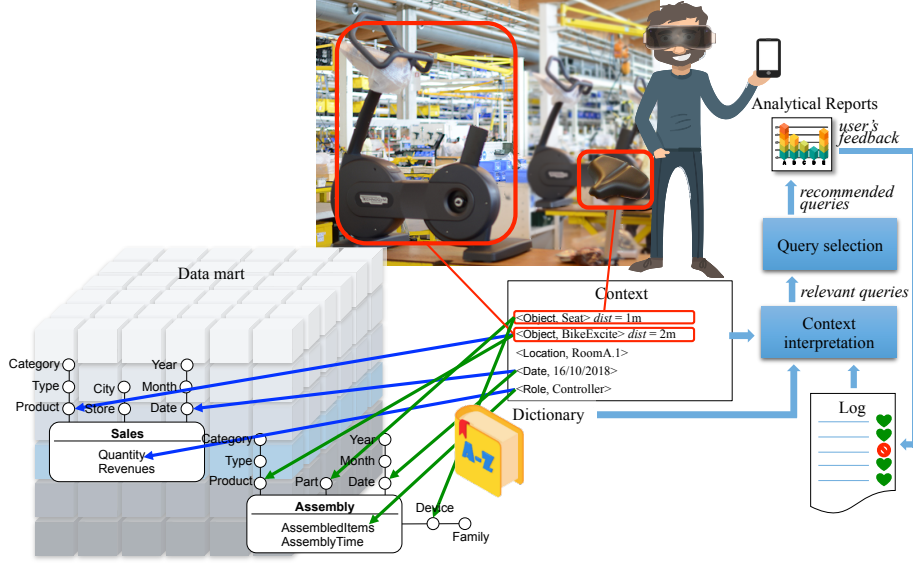 Analytical Reports
user's
feedback
A B C D E
recommended
queries
Query selection
relevant queries
Context
interpretation
Data mart
Context
<Object, Seat> dist = 1m
<Object, BikeExcite> dist = 2m
<Location, RoomA.1>
<Date, 16/10/2018>
<Role, Controller>
Dictionary
A-Z
Log
Category
Type
Product
City
Store
Year
Month
Date
Sales
Quantity
Revenues
Category
Type
Product
Part
Year
Month
Date
Assembly
AssembledItems
AssemblyTime
Device
Family